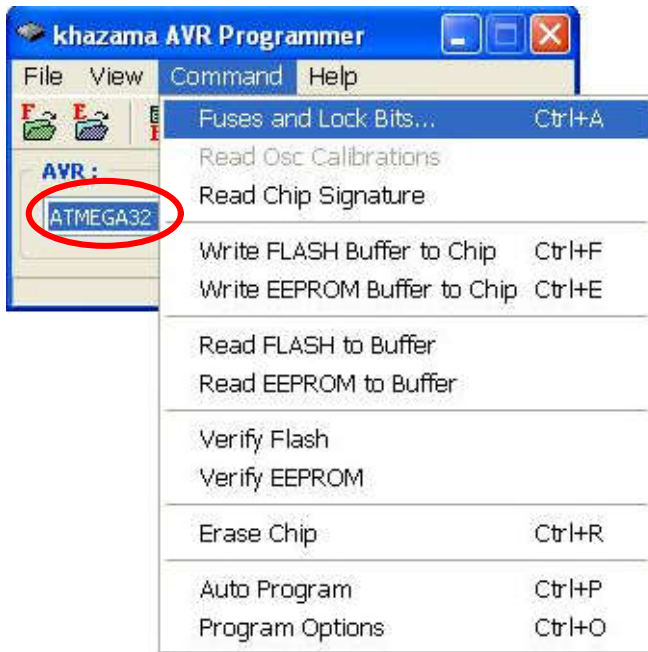 khazama AVR Programmer
File View Command Help
F E
AVR :
ATMEGA32
Fuses and Lock Bits... Ctrl+A
Read Osc Calibrations
Read Chip Signature
Write FLASH Buffer to Chip Ctrl+F
Write EEPROM Buffer to Chip Ctrl+E
Read FLASH to Buffer
Read EEPROM to Buffer
Verify Flash
Verify EEPROM
Erase Chip Ctrl+R
Auto Program Ctrl+P
Program Options Ctrl+O